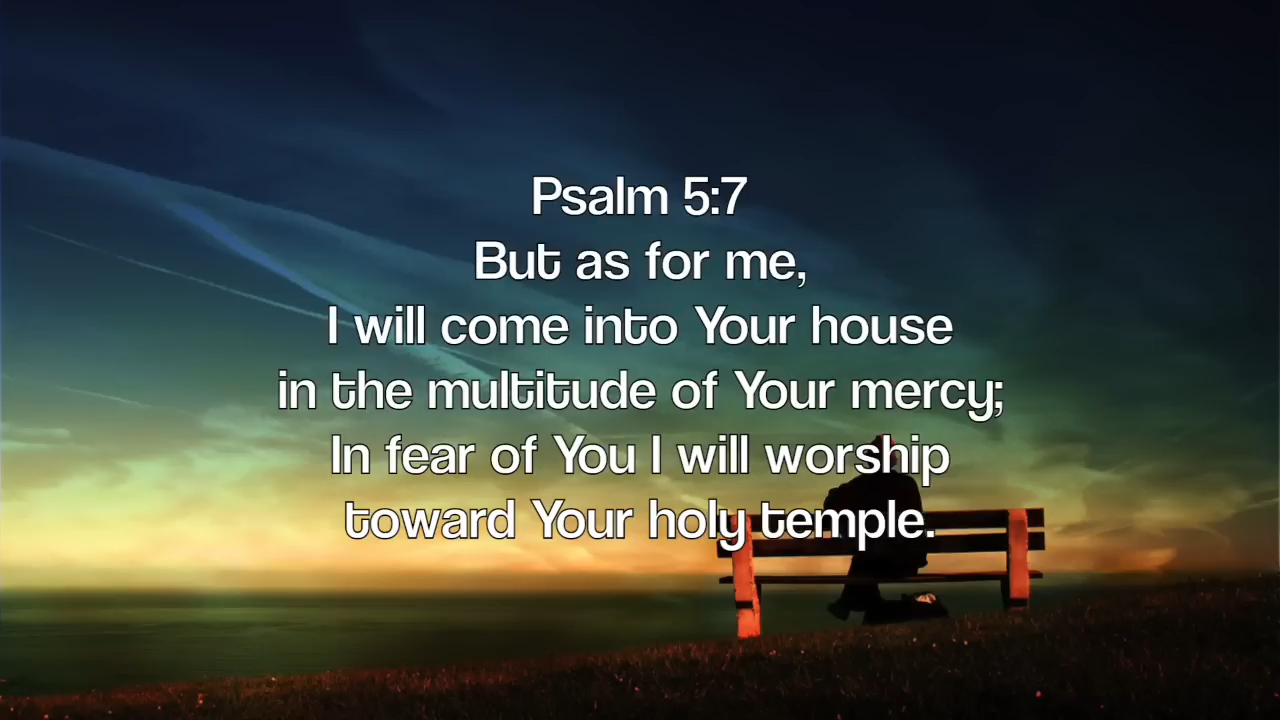 Psalm 5:7
But as for me,
I will come into Your house
in the multitude of Your mercy;
In fear of You I will worship
toward Your holy temple.